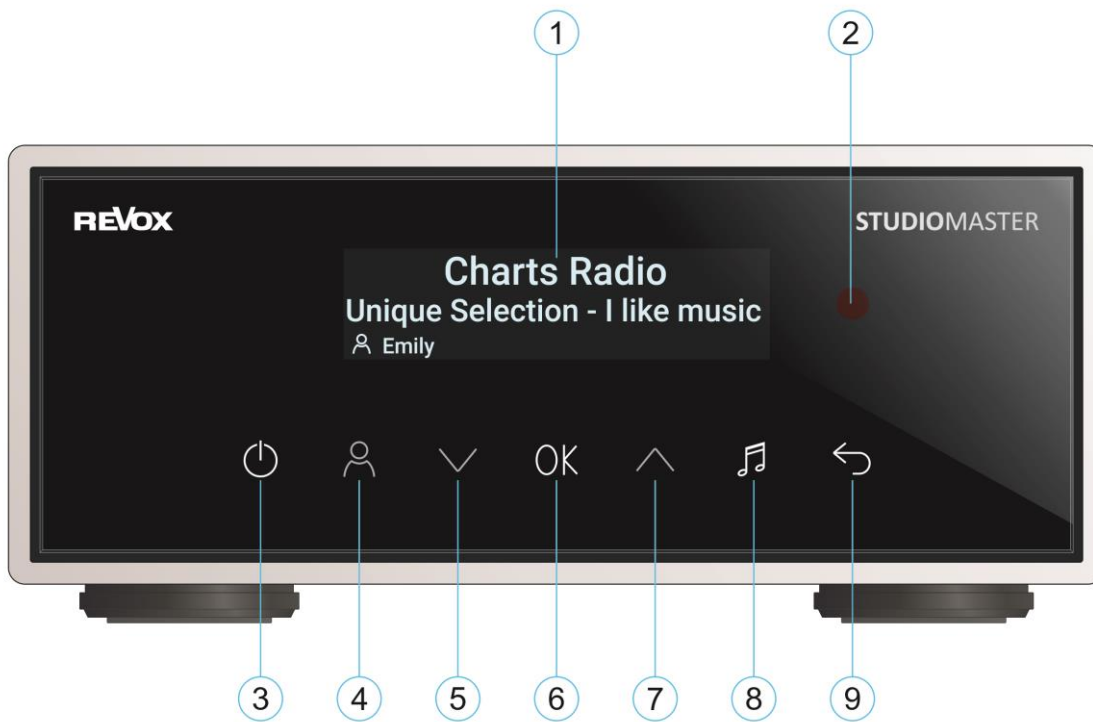 1 2
REVOX STUDIOMASTER
Charts Radio
Unique Selection - I like music
Emily
OK
3 4 5 6 7 8 9